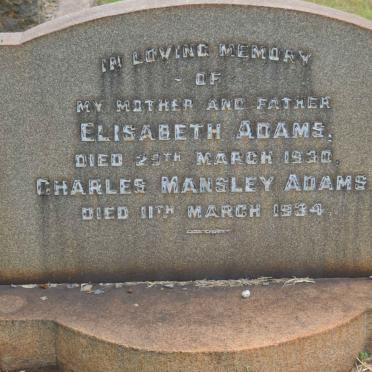 IN LOVING MEMORY
OF
MY MOTHER AND FATHER
ELISABETH ADAMS.
DIED 29TH MARCH 1930.
CHARLES MANSLEY ADAMS
DIED 11TH MARCH 1934.